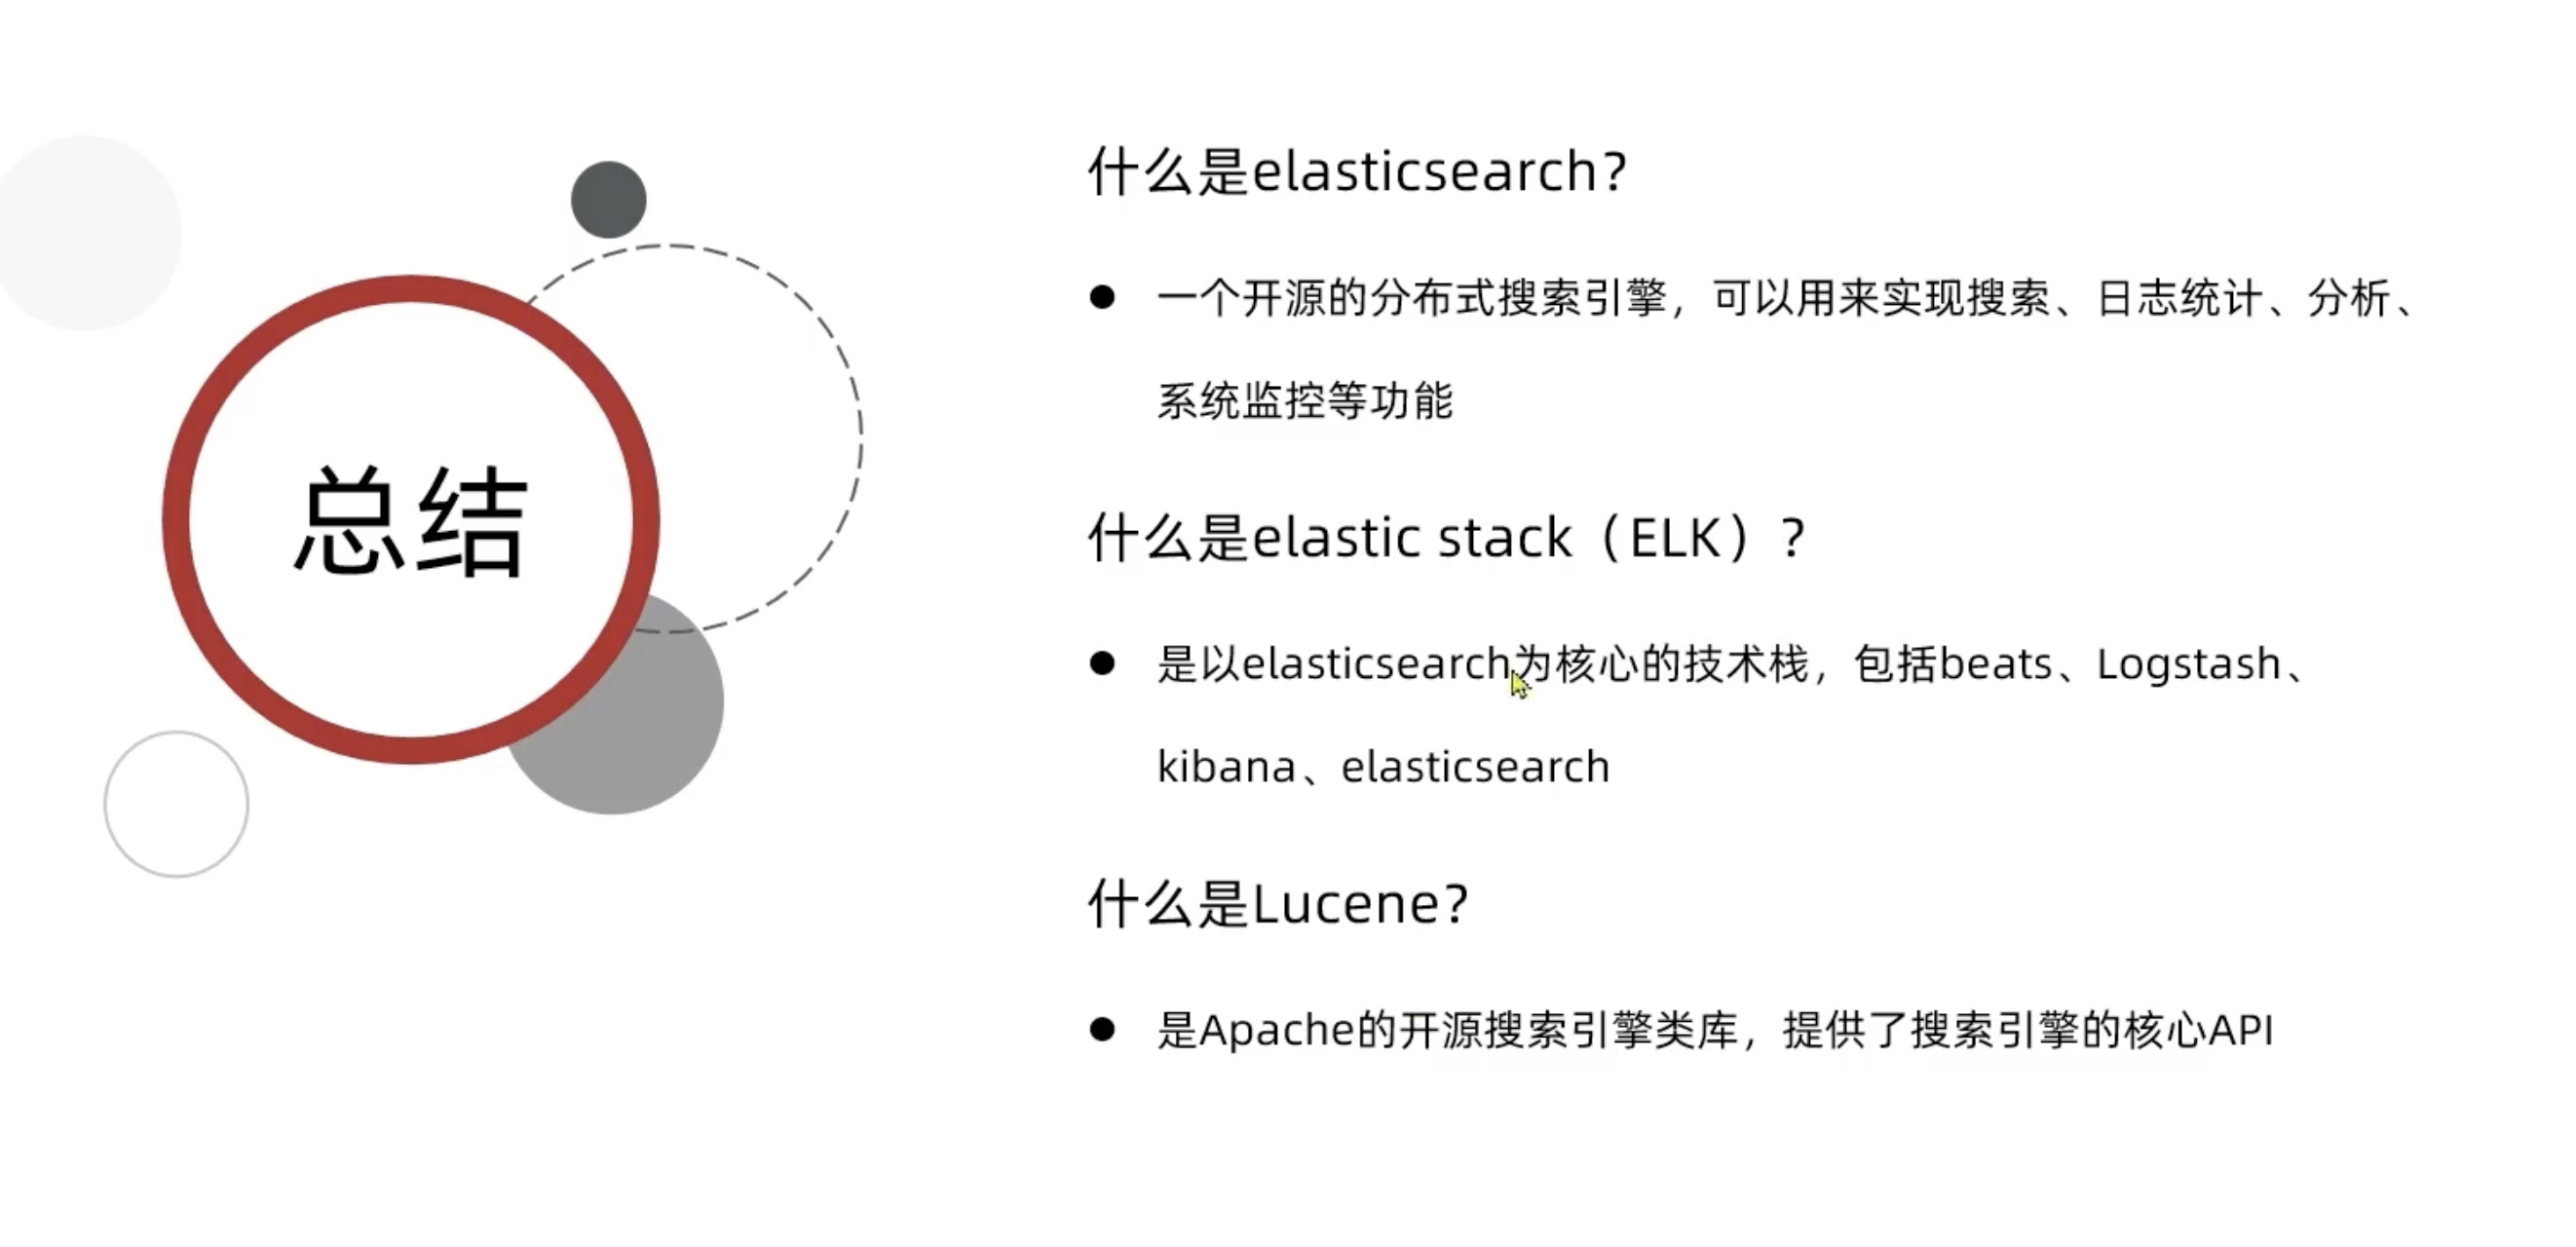 总结
什么是elasticsearch？
● 一个开源的分布式搜索引擎，可以用来实现搜索、日志统计、分析、
系统监控等功能
什么是elastic stack（ELK）？
● 是以elasticsearch为核心的技术栈，包括beats、Logstash、
kibana、elasticsearch
什么是Lucene？
● 是Apache的开源搜索引擎类库，提供了搜索引擎的核心API